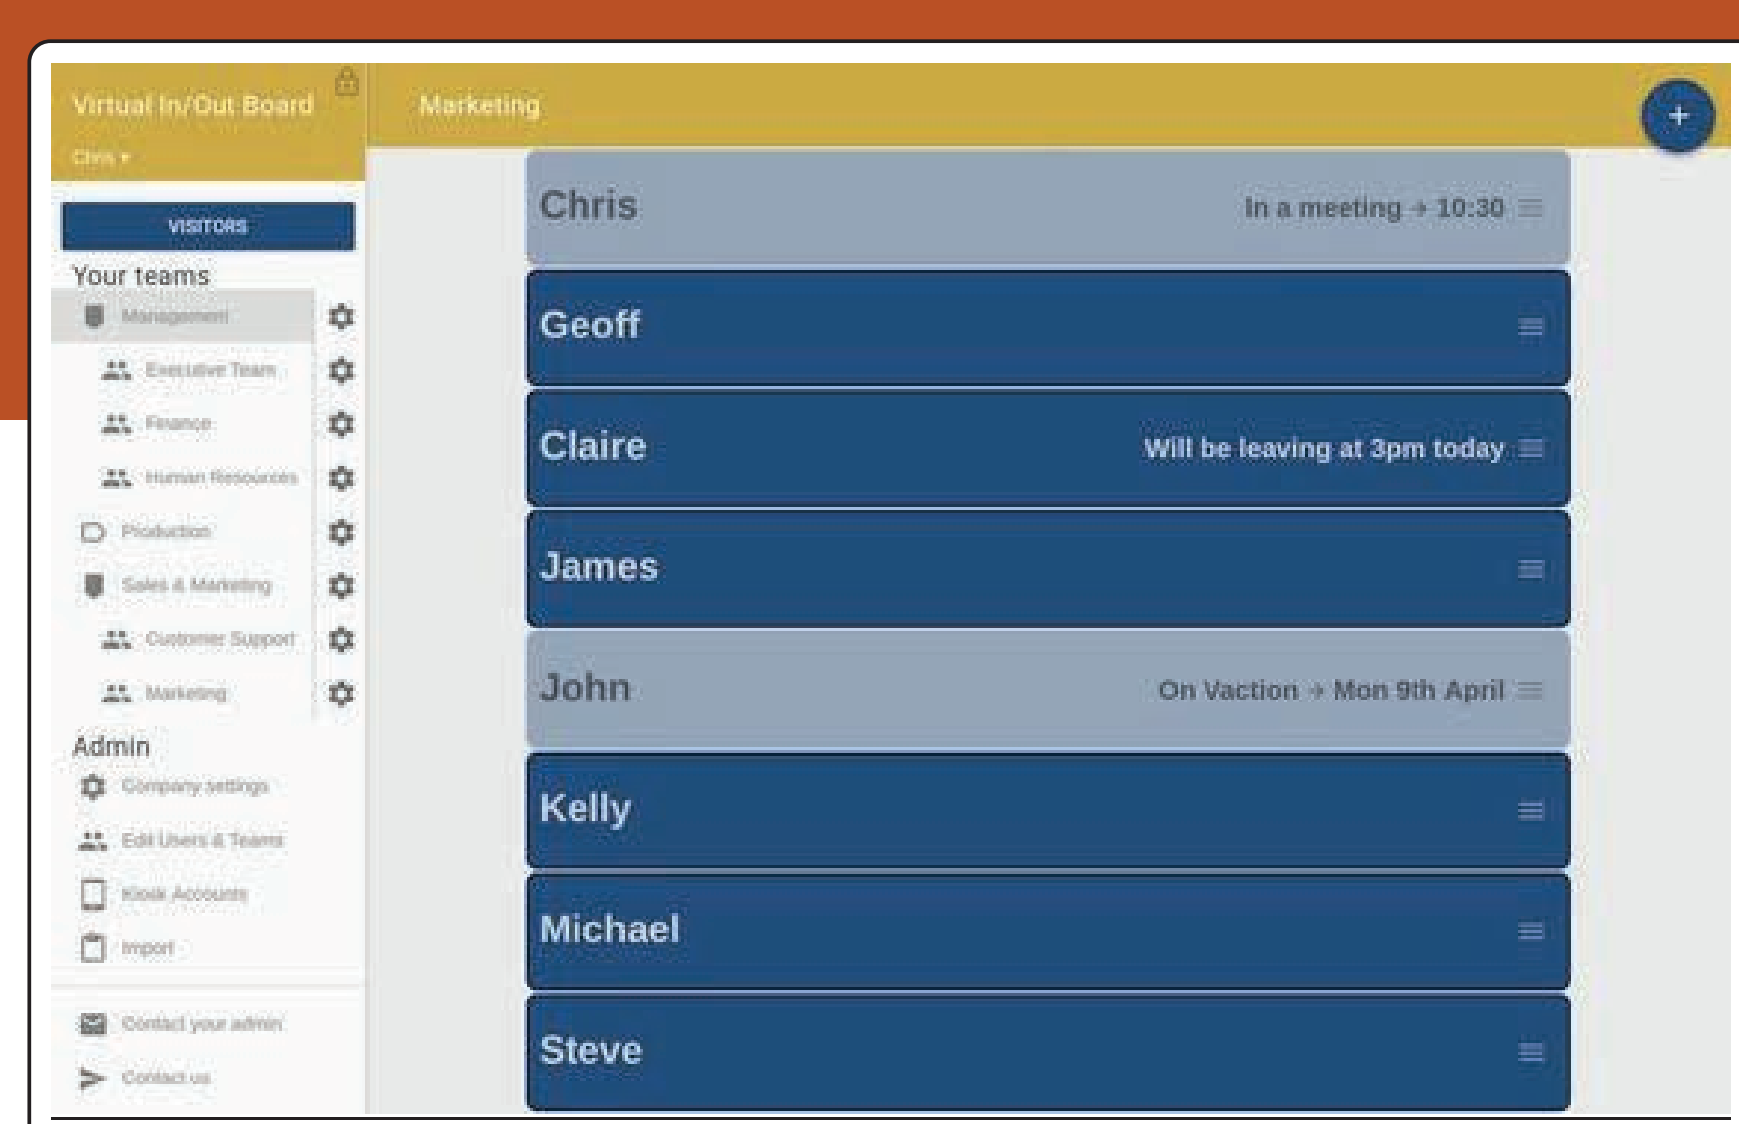 Virtual In/Out Board
Chris ▾
VISITORS
Your teams
Management
Executive Team
Finance
Human Resources
Production
Sales & Marketing
Customer Support
Marketing
Admin
Company settings
Edit Users & Teams
Kiosk Accounts
Import
Contact your admin
Contact us
Marketing
+
Chris In a meeting → 10:30
Geoff
Claire Will be leaving at 3pm today
James
John On Vaction → Mon 9th April
Kelly
Michael
Steve